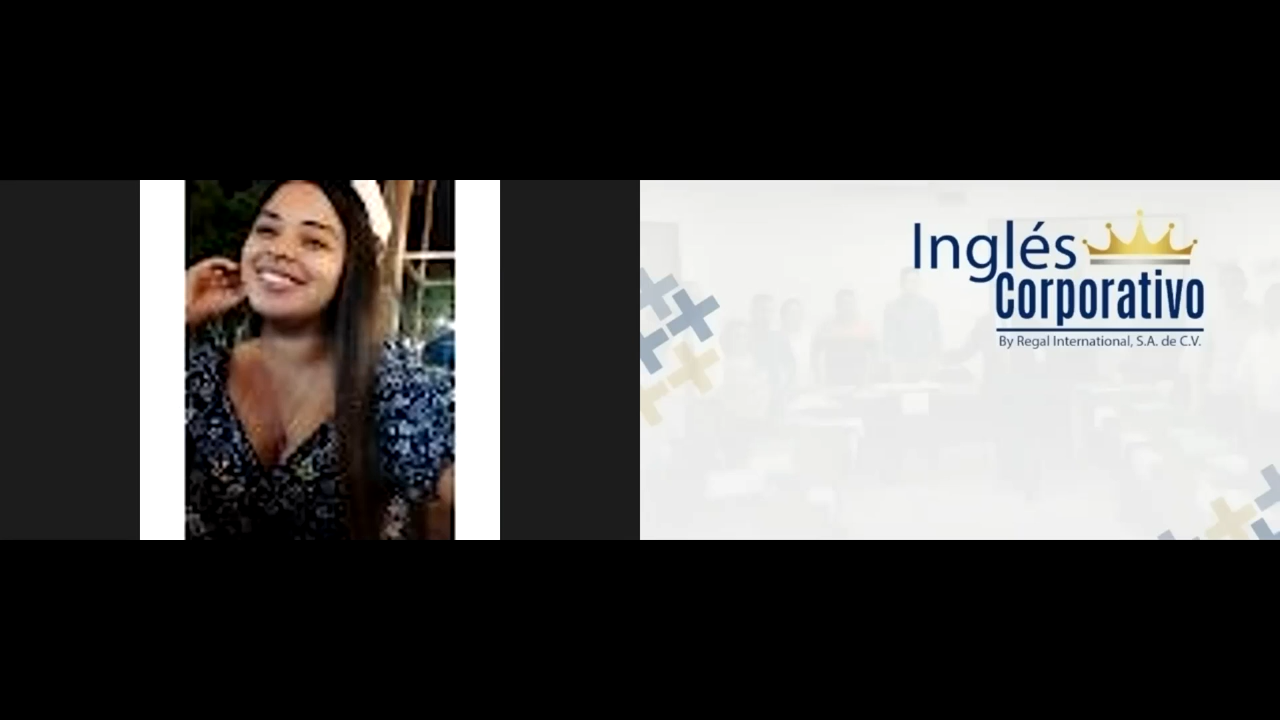 Inglés
Corporativo
By Regal International, S.A. de C.V.